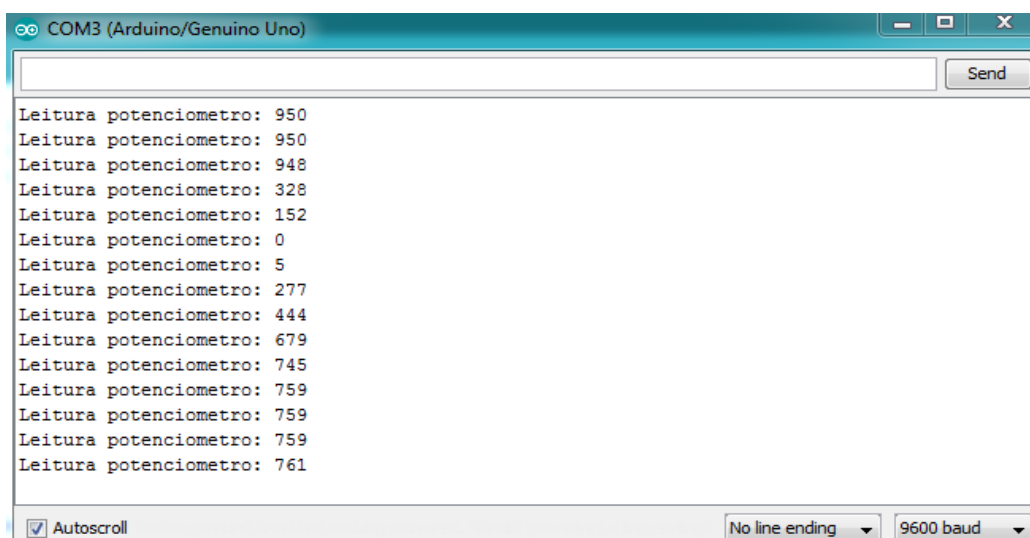 COM3 (Arduino/Genuino Uno)
Send
Leitura potenciometro: 950
Leitura potenciometro: 950
Leitura potenciometro: 948
Leitura potenciometro: 328
Leitura potenciometro: 152
Leitura potenciometro: 0
Leitura potenciometro: 5
Leitura potenciometro: 277
Leitura potenciometro: 444
Leitura potenciometro: 679
Leitura potenciometro: 745
Leitura potenciometro: 759
Leitura potenciometro: 759
Leitura potenciometro: 759
Leitura potenciometro: 761
Autoscroll No line ending 9600 baud